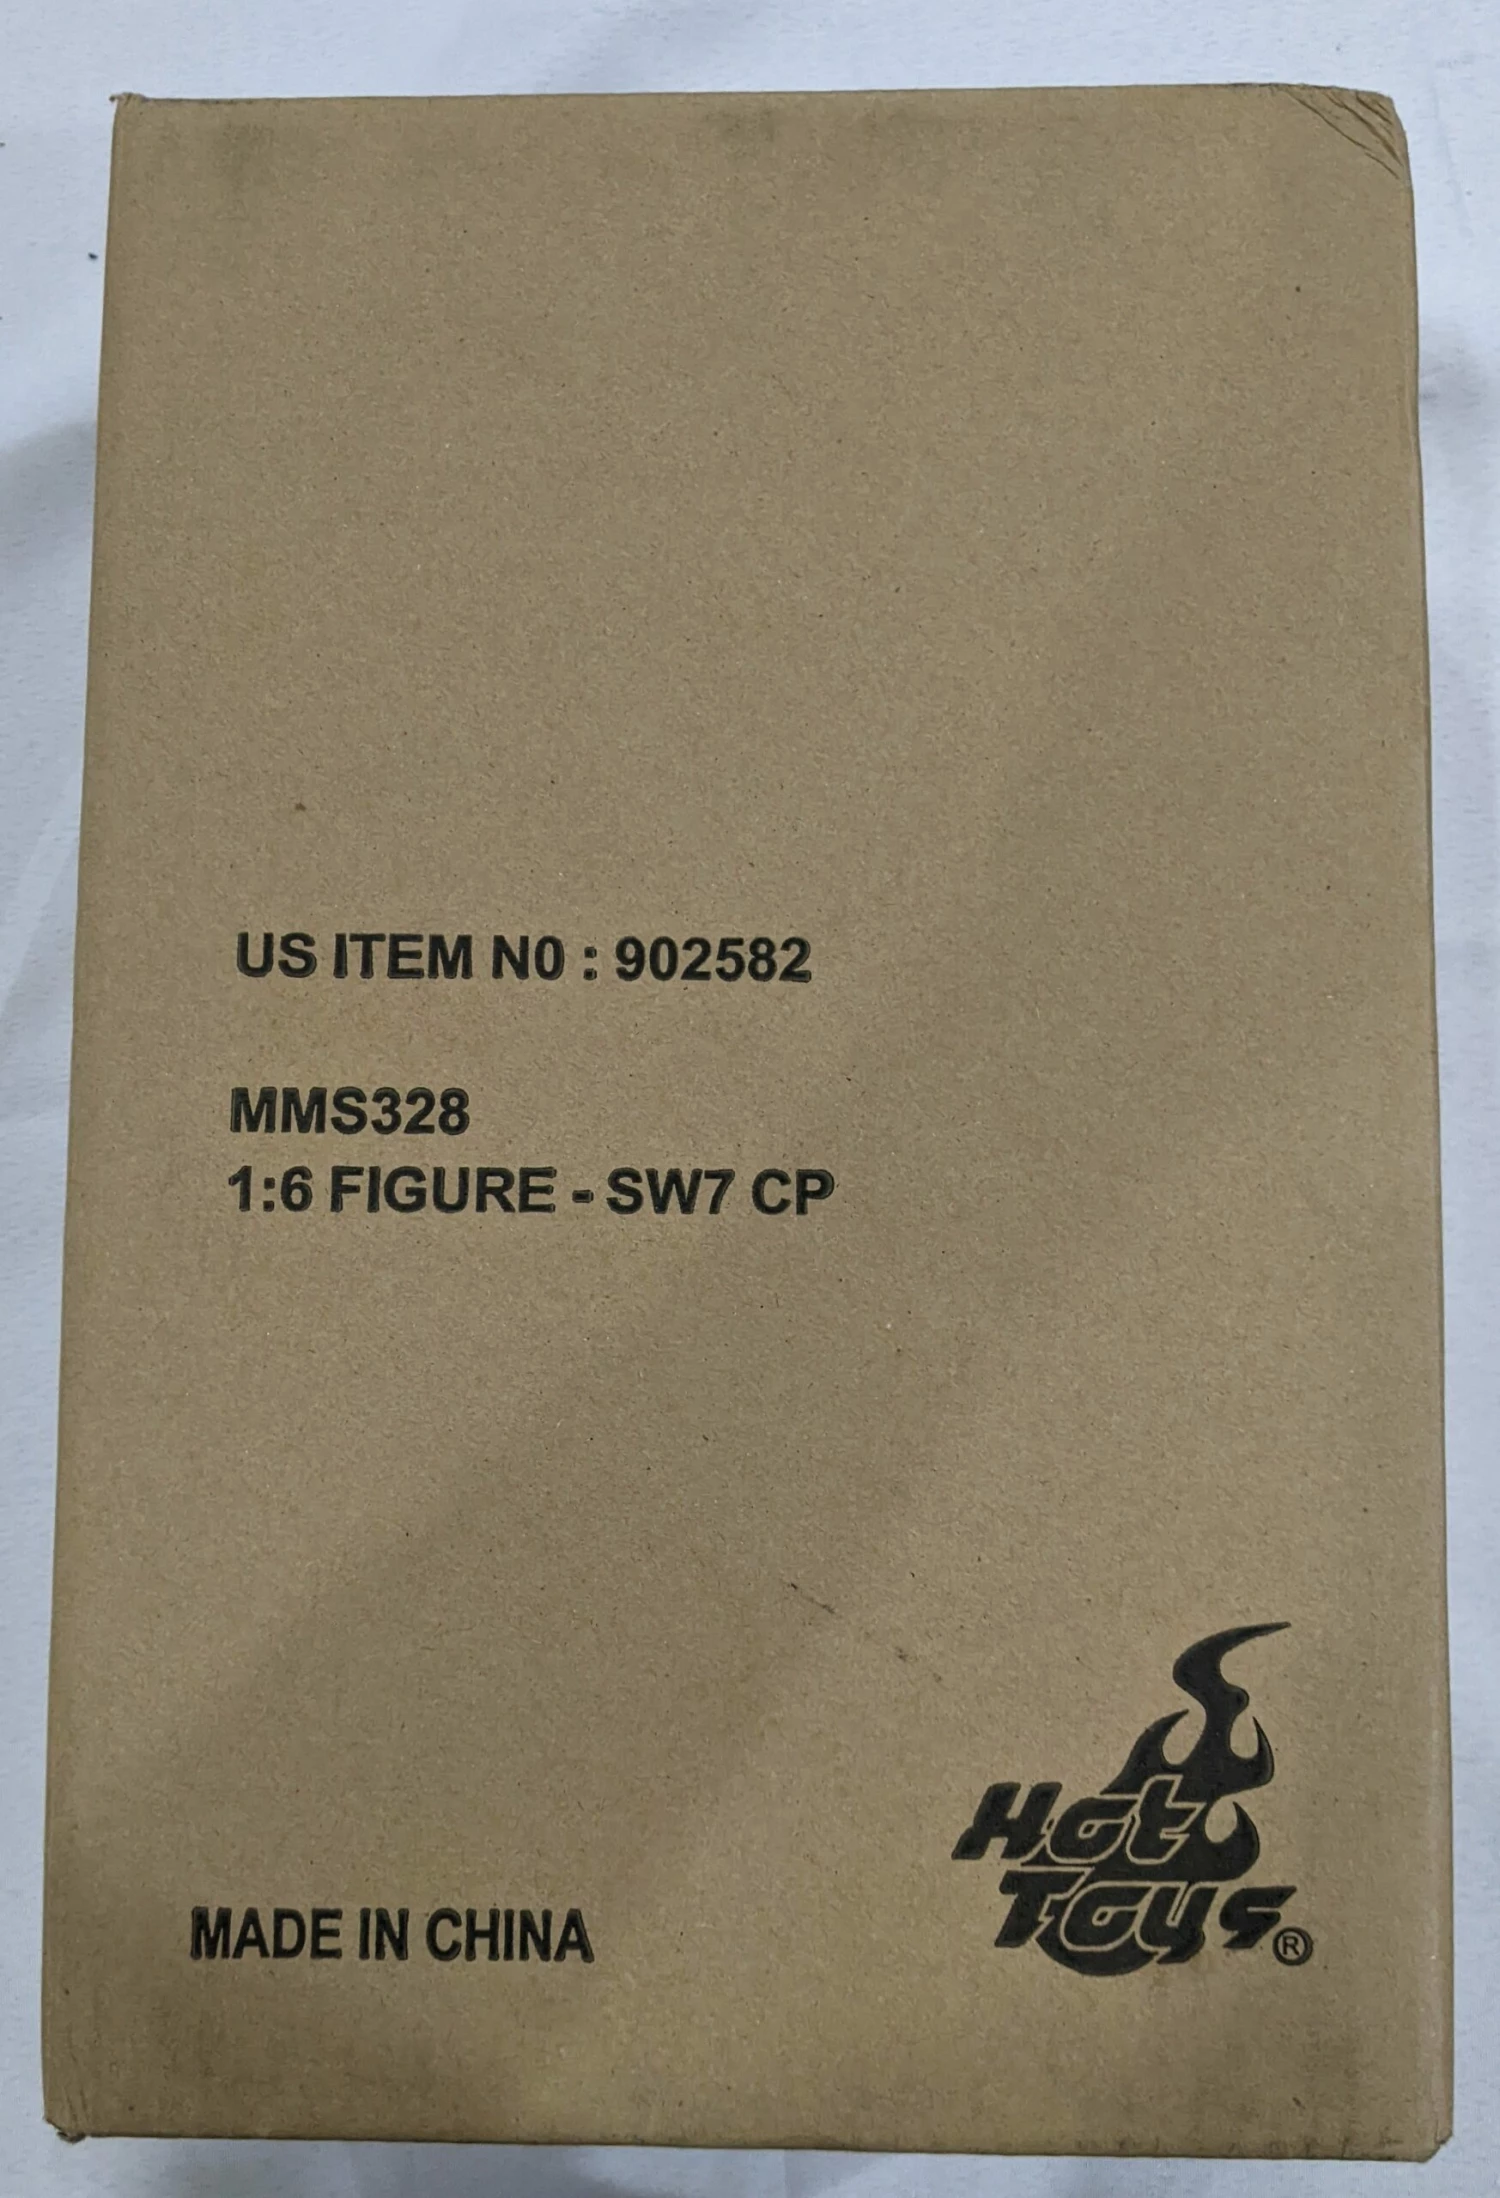 US ITEM N0 : 902582
MMS328
1:6 FIGURE - SW7 CP
Hot
Toys®
MADE IN CHINA